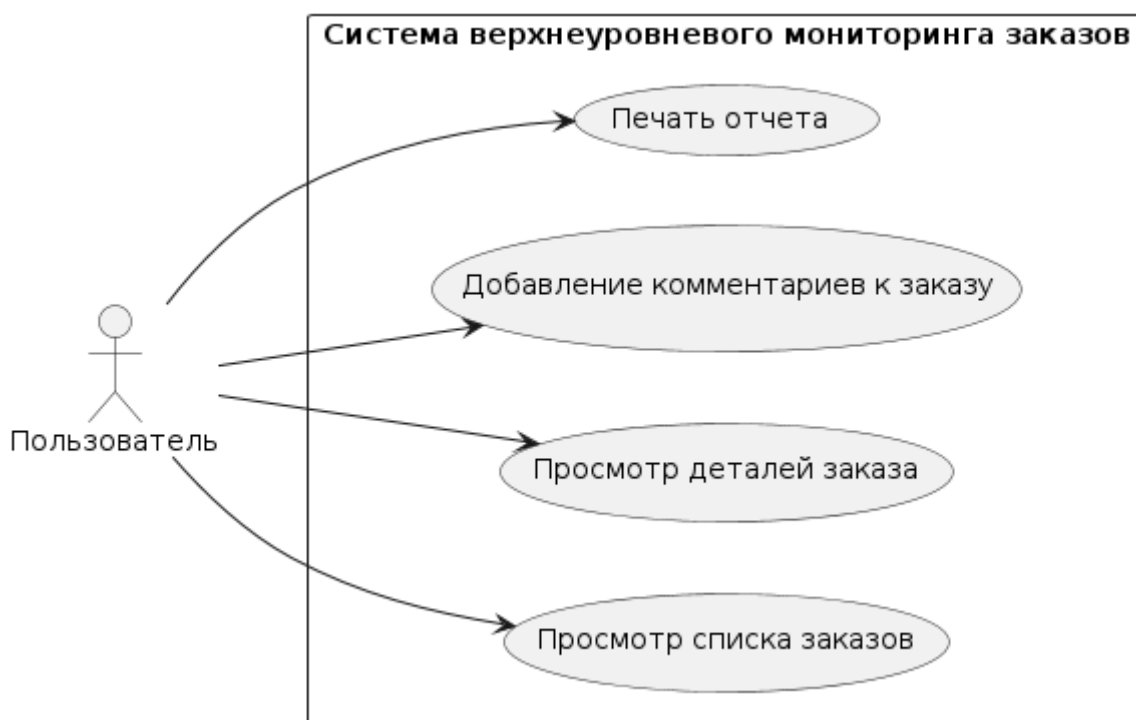 Система верхнеуровневого мониторинга заказов
Печать отчета
Добавление комментариев к заказу
Пользователь
Просмотр деталей заказа
Просмотр списка заказов